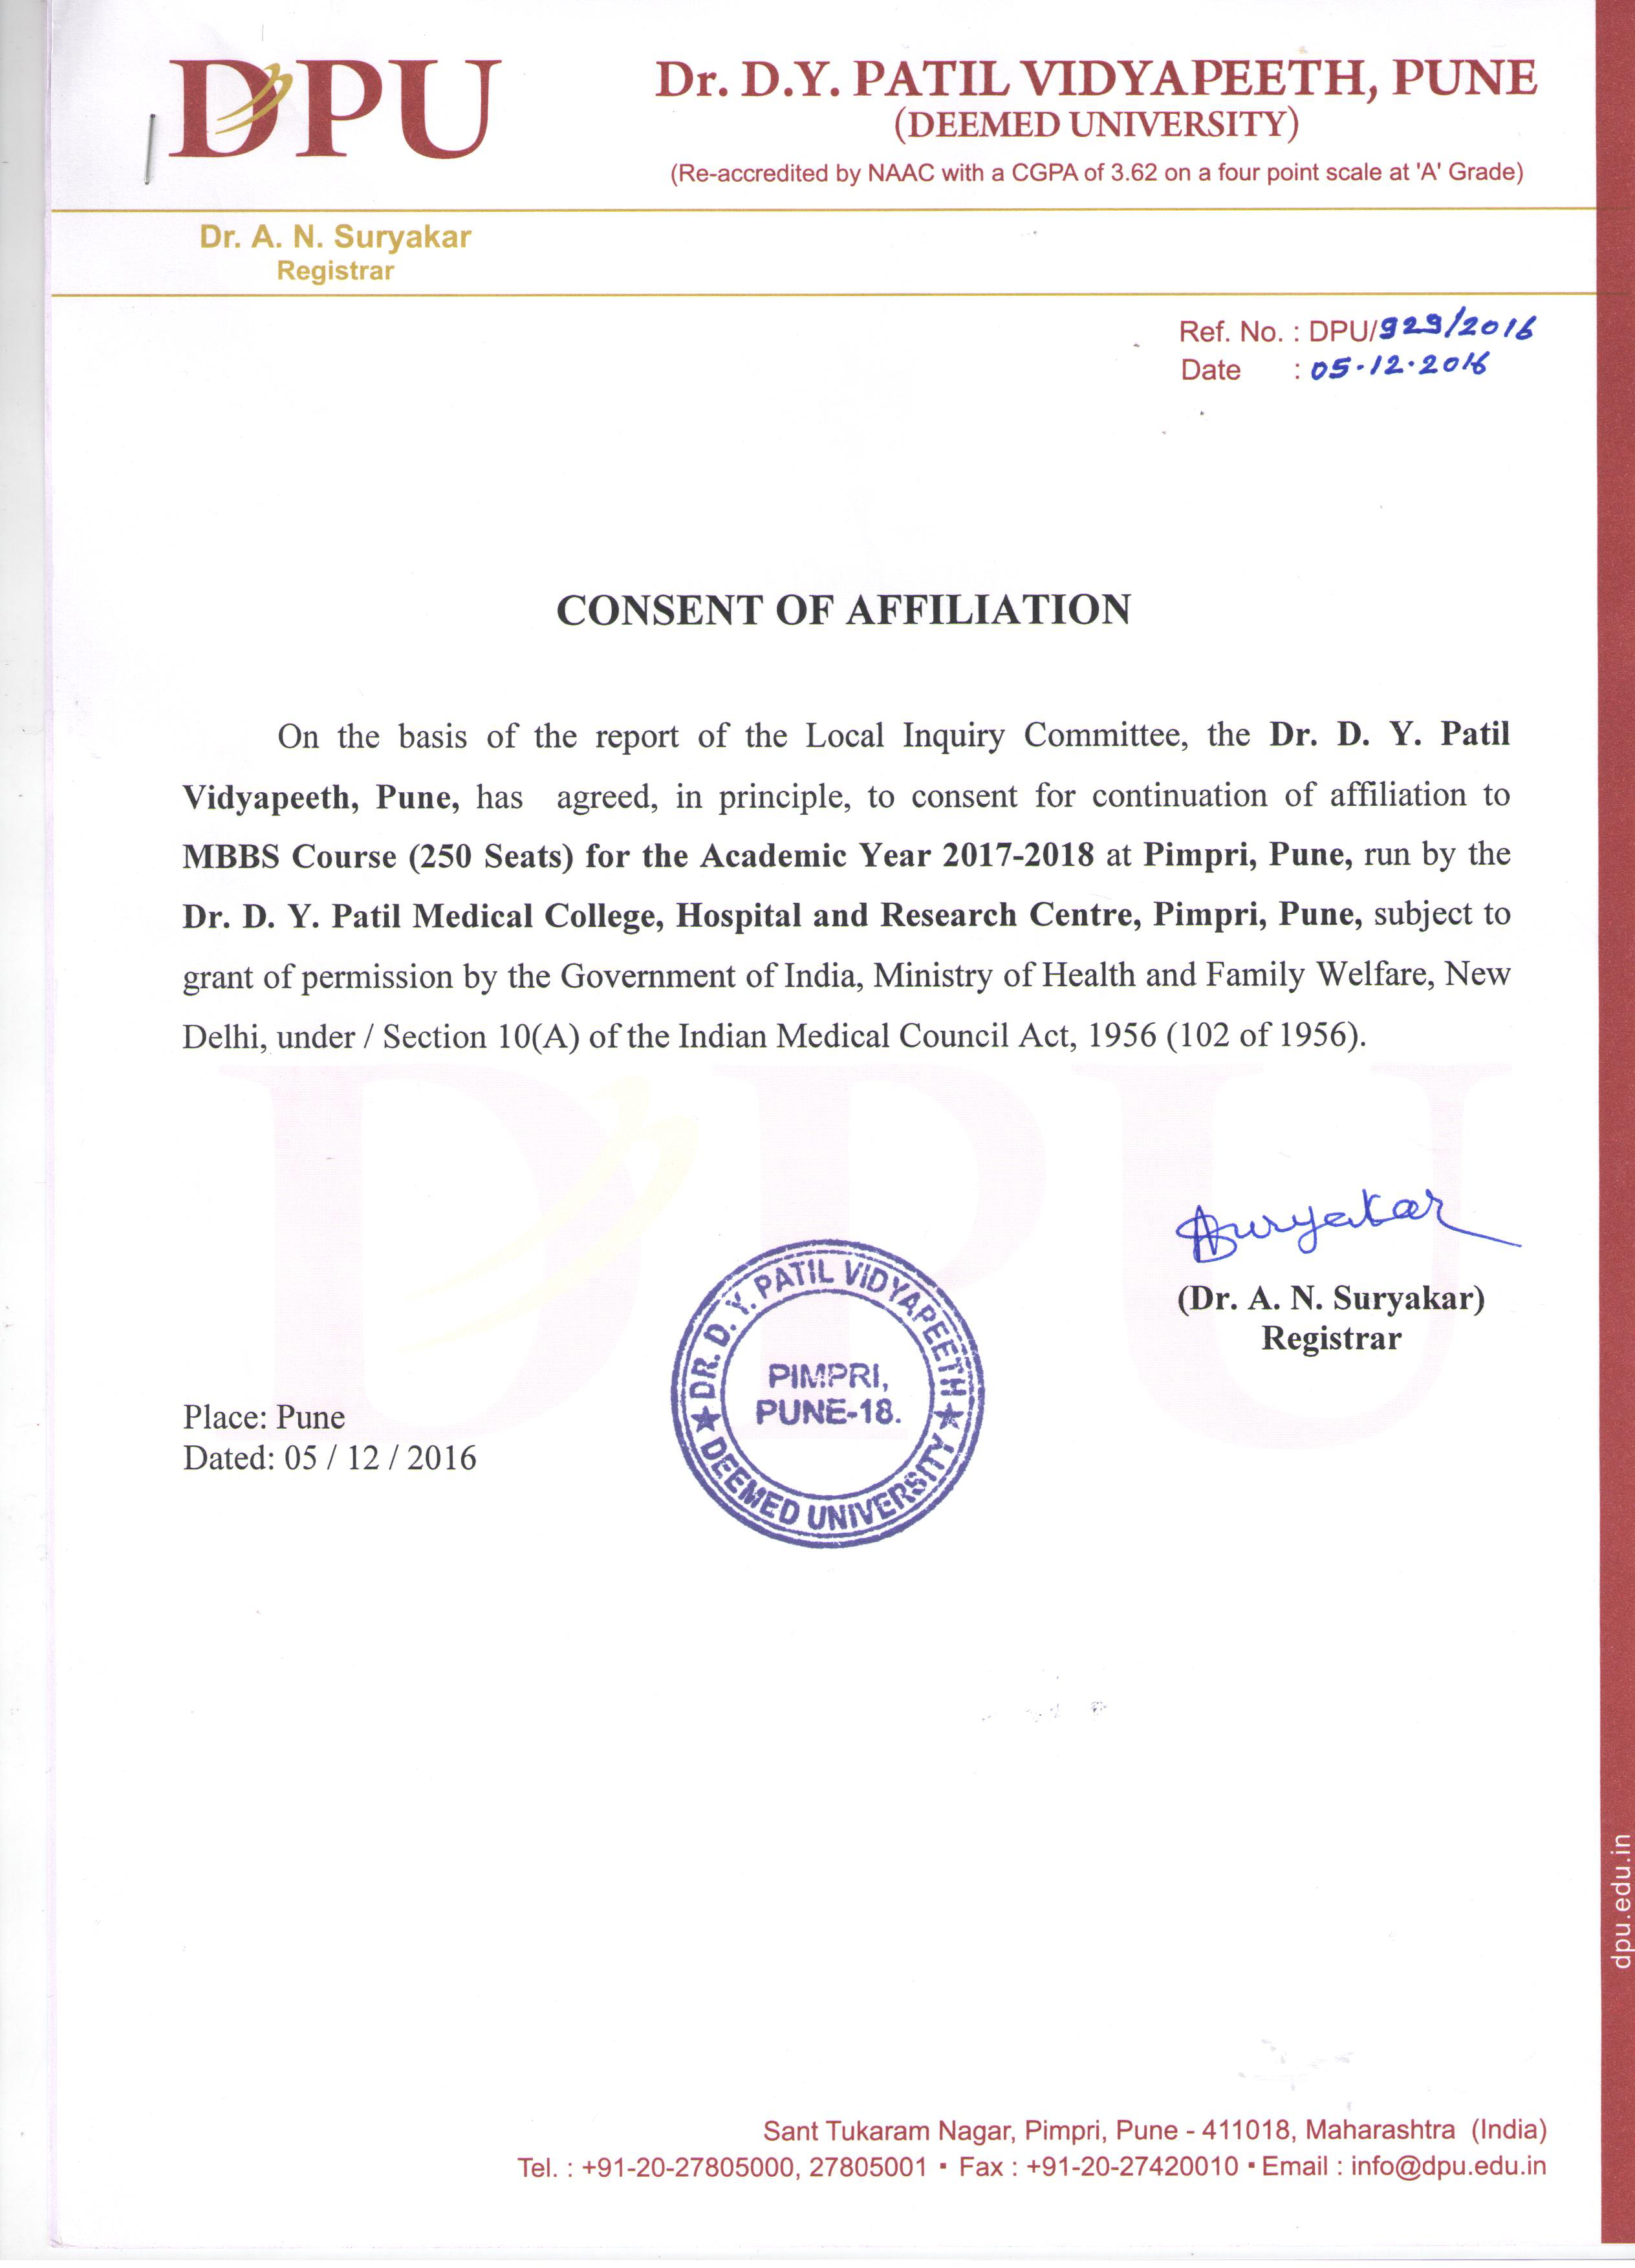 DPU
Dr. D.Y. PATIL VIDYAPEETH, PUNE
(DEEMED UNIVERSITY)
(Re-accredited by NAAC with a CGPA of 3.62 on a four point scale at 'A' Grade)
Dr. A. N. Suryakar
Registrar
Ref. No. : DPU/929/2016
Date : 05.12.2016
CONSENT OF AFFILIATION
On the basis of the report of the Local Inquiry Committee, the Dr. D. Y. Patil
Vidyapeeth, Pune, has agreed, in principle, to consent for continuation of affiliation to
MBBS Course (250 Seats) for the Academic Year 2017-2018 at Pimpri, Pune, run by the
Dr. D. Y. Patil Medical College, Hospital and Research Centre, Pimpri, Pune, subject to
grant of permission by the Government of India, Ministry of Health and Family Welfare, New
Delhi, under / Section 10(A) of the Indian Medical Council Act, 1956 (102 of 1956).
DPU
Suryakar
(Dr. A. N. Suryakar)
Registrar
DR. D. Y. PATIL VIDYAPEETH
PIMPRI,
PUNE-18.
★ DEEMED UNIVERSITY ★
Place: Pune
Dated: 05 / 12 / 2016
dpu.edu.in
Sant Tukaram Nagar, Pimpri, Pune - 411018, Maharashtra (India)
Tel. : +91-20-27805000, 27805001 ▪ Fax : +91-20-27420010 ▪ Email : info@dpu.edu.in